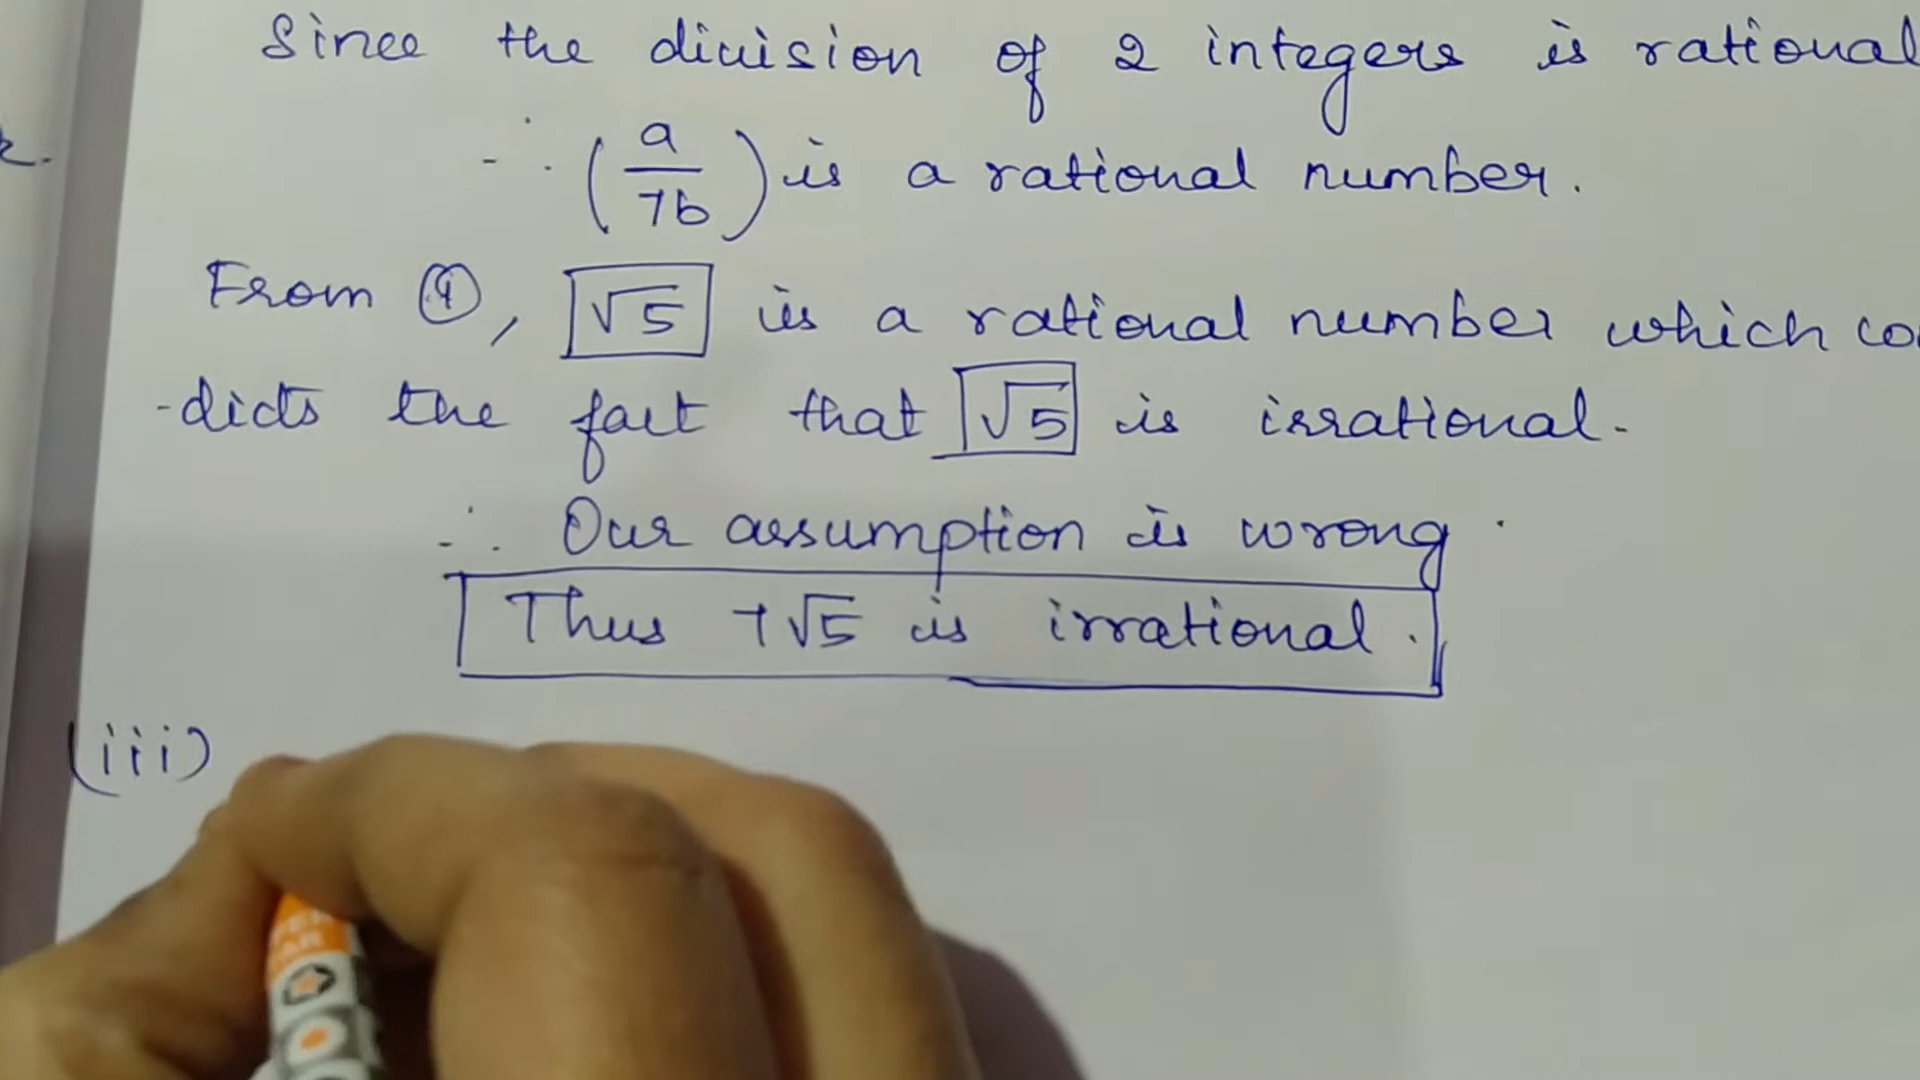 Since the division of 2 integers is rational
∴ (a/7b) is a rational number.
From ①, √5 is a rational number which co
-dicts the fact that √5 is irrational.
∴ Our assumption is wrong.
Thus 7√5 is irrational.
(iii)